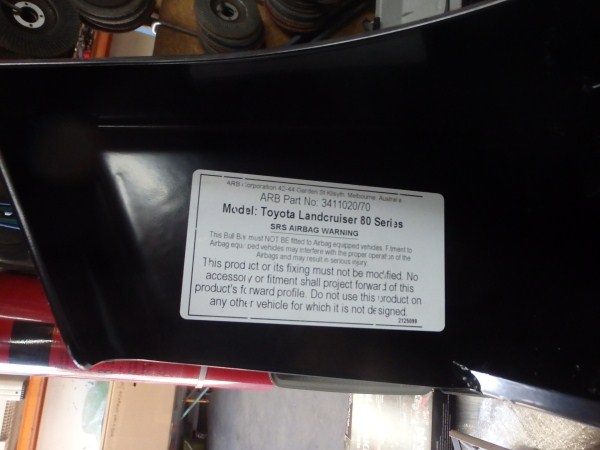 ARB Corporation 42-44 Garden St Kilsyth, Melbourne, Australia
ARB Part No: 3411020/70
Model: Toyota Landcruiser 80 Series
SRS AIRBAG WARNING
This Bull Bar must NOT BE fitted to Airbag equipped vehicles. Fitment to
Airbag equipped vehicles may interfere with the proper operation of the
Airbags and may result in serious injury
This product or its fixing must not be modified. No
accessory or fitment shall project forward of this
product's forward profile. Do not use this product on
any other vehicle for which it is not designed.